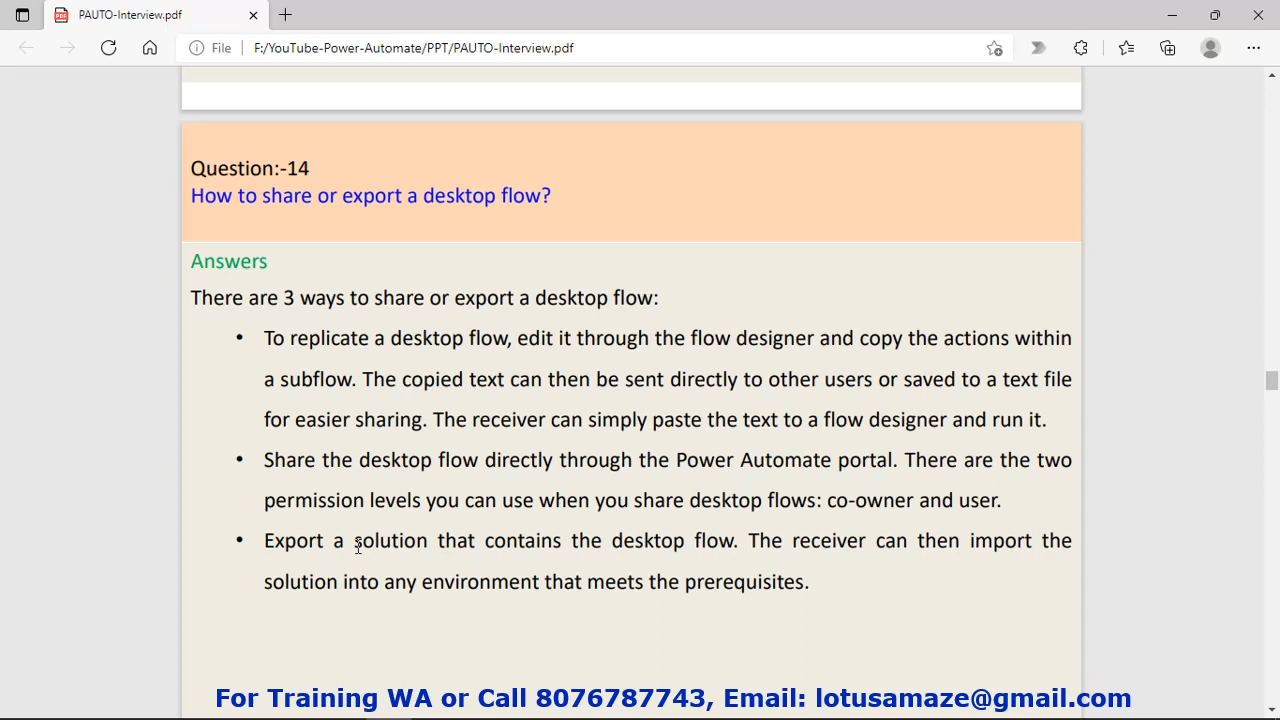 PAUTO-Interview.pdf
File
F:/YouTube-Power-Automate/PPT/PAUTO-Interview.pdf
Question:-14
How to share or export a desktop flow?
Answers
There are 3 ways to share or export a desktop flow:
• To replicate a desktop flow, edit it through the flow designer and copy the actions within
a subflow. The copied text can then be sent directly to other users or saved to a text file
for easier sharing. The receiver can simply paste the text to a flow designer and run it.
• Share the desktop flow directly through the Power Automate portal. There are the two
permission levels you can use when you share desktop flows: co-owner and user.
• Export a solution that contains the desktop flow. The receiver can then import the
solution into any environment that meets the prerequisites.
For Training WA or Call 8076787743, Email: lotusamaze@gmail.com